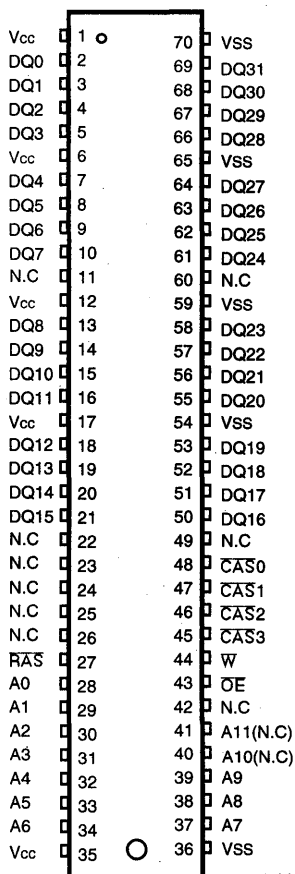 Vcc 1 70 VSS
DQ0 2 69 DQ31
DQ1 3 68 DQ30
DQ2 4 67 DQ29
DQ3 5 66 DQ28
Vcc 6 65 VSS
DQ4 7 64 DQ27
DQ5 8 63 DQ26
DQ6 9 62 DQ25
DQ7 10 61 DQ24
N.C 11 60 N.C
Vcc 12 59 VSS
DQ8 13 58 DQ23
DQ9 14 57 DQ22
DQ10 15 56 DQ21
DQ11 16 55 DQ20
Vcc 17 54 VSS
DQ12 18 53 DQ19
DQ13 19 52 DQ18
DQ14 20 51 DQ17
DQ15 21 50 DQ16
N.C 22 49 N.C
N.C 23 48 C̅A̅S̅0
N.C 24 47 C̅A̅S̅1
N.C 25 46 C̅A̅S̅2
N.C 26 45 C̅A̅S̅3
R̅A̅S̅ 27 44 W̅
A0 28 43 O̅E̅
A1 29 42 N.C
A2 30 41 A11(N.C)
A3 31 40 A10(N.C)
A4 32 39 A9
A5 33 38 A8
A6 34 37 A7
Vcc 35 36 VSS